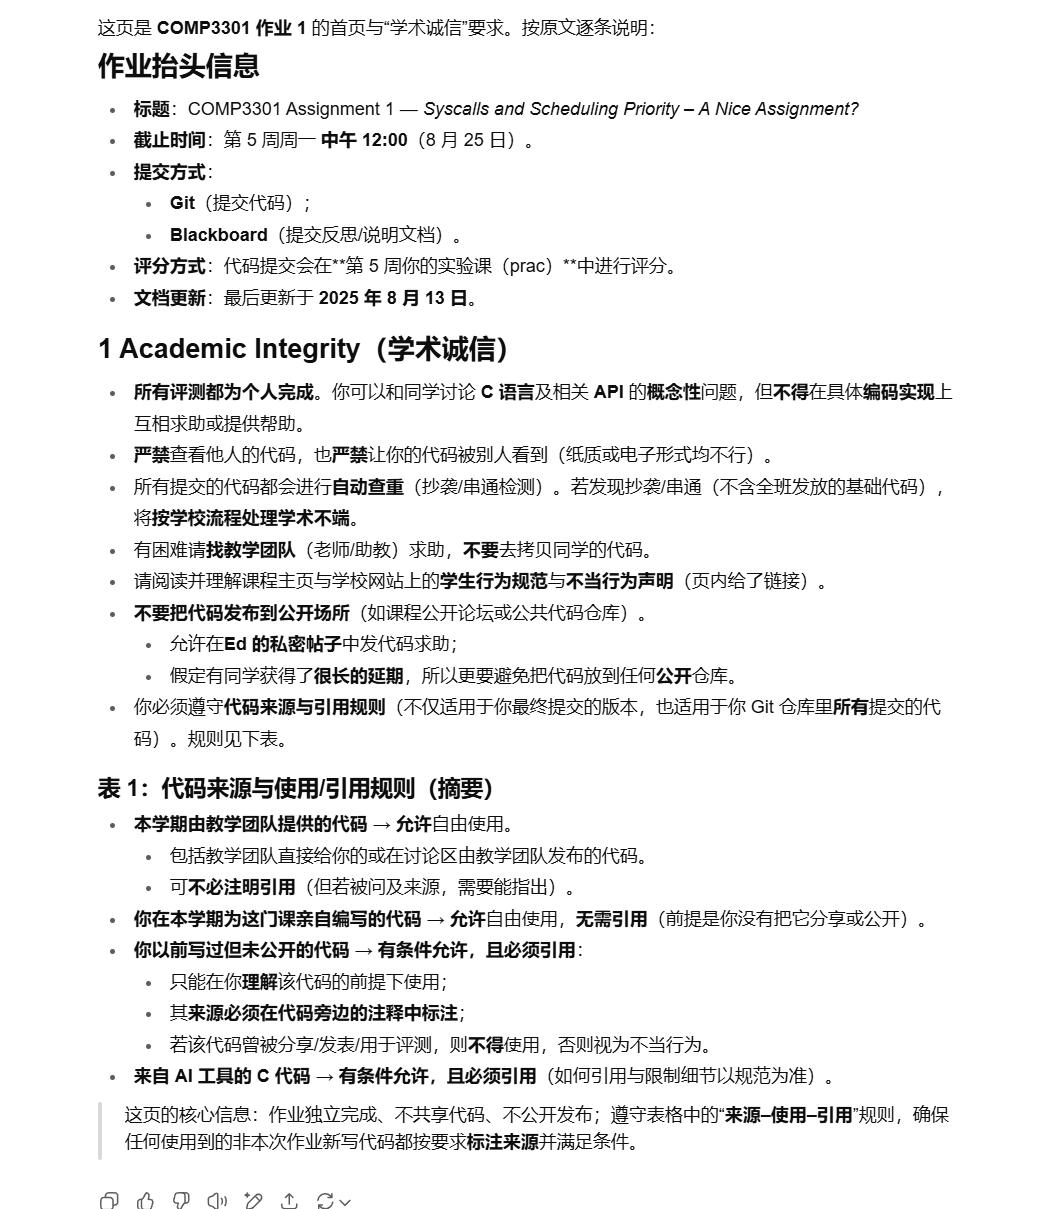 这页是 COMP3301 作业 1 的首页与“学术诚信”要求。按原文逐条说明：
作业抬头信息
标题：COMP3301 Assignment 1 — Syscalls and Scheduling Priority – A Nice Assignment?
截止时间：第 5 周周一 中午 12:00（8 月 25 日）。
提交方式：
Git（提交代码）；
Blackboard（提交反思/说明文档）。
评分方式：代码提交会在**第 5 周你的实验课（prac）**中进行评分。
文档更新：最后更新于 2025 年 8 月 13 日。
1 Academic Integrity（学术诚信）
所有评测都为个人完成。你可以和同学讨论 C 语言及相关 API 的概念性问题，但不得在具体编码实现上
互相求助或提供帮助。
严禁查看他人的代码，也严禁让你的代码被别人看到（纸质或电子形式均不行）。
所有提交的代码都会进行自动查重（抄袭/串通检测）。若发现抄袭/串通（不含全班发放的基础代码），
将按学校流程处理学术不端。
有困难请找教学团队（老师/助教）求助，不要去拷贝同学的代码。
请阅读并理解课程主页与学校网站上的学生行为规范与不当行为声明（页内给了链接）。
不要把代码发布到公开场所（如课程公开论坛或公共代码仓库）。
允许在Ed 的私密帖子中发代码求助；
假定有同学获得了很长的延期，所以更要避免把代码放到任何公开仓库。
你必须遵守代码来源与引用规则（不仅适用于你最终提交的版本，也适用于你 Git 仓库里所有提交的代
码）。规则见下表。
表 1：代码来源与使用/引用规则（摘要）
本学期由教学团队提供的代码 → 允许自由使用。
包括教学团队直接给你的或在讨论区由教学团队发布的代码。
可不必注明引用（但若被问及来源，需要能指出）。
你在本学期为这门课亲自编写的代码 → 允许自由使用，无需引用（前提是你没有把它分享或公开）。
你以前写过但未公开的代码 → 有条件允许，且必须引用：
只能在你理解该代码的前提下使用；
其来源必须在代码旁边的注释中标注；
若该代码曾被分享/发表/用于评测，则不得使用，否则视为不当行为。
来自 AI 工具的 C 代码 → 有条件允许，且必须引用（如何引用与限制细节以规范为准）。
这页的核心信息：作业独立完成、不共享代码、不公开发布；遵守表格中的“来源–使用–引用”规则，确保
任何使用到的非本次作业新写代码都按要求标注来源并满足条件。